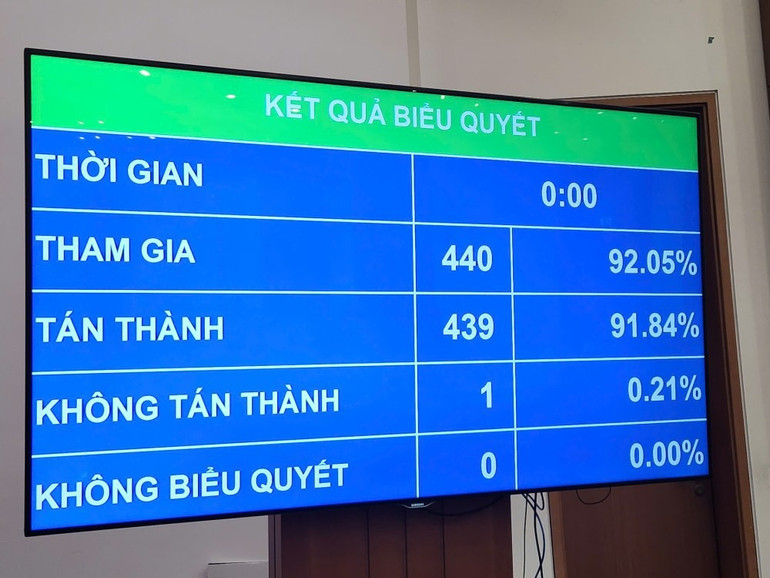 KẾT QUẢ BIỂU QUYẾT
THỜI GIAN 0:00
THAM GIA 440 92.05%
TÁN THÀNH 439 91.84%
KHÔNG TÁN THÀNH 1 0.21%
KHÔNG BIỂU QUYẾT 0 0.00%
SAMSUNG